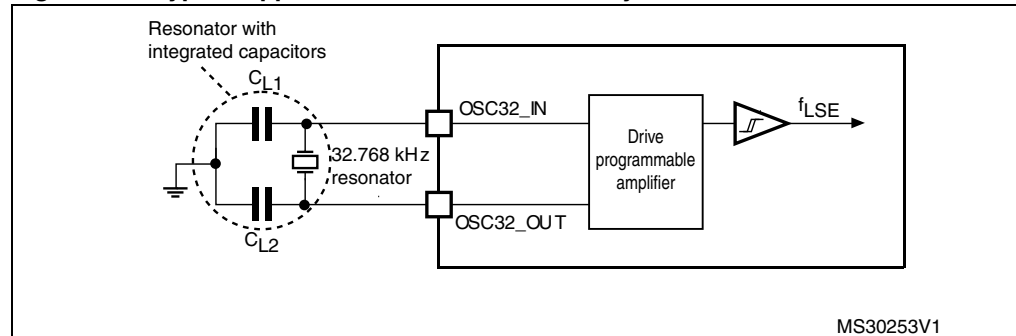 Resonator with
integrated capacitors
CL1
OSC32_IN
fLSE
Drive
programmable
amplifier
32.768 kHz
resonator
OSC32_OUT
CL2
MS30253V1